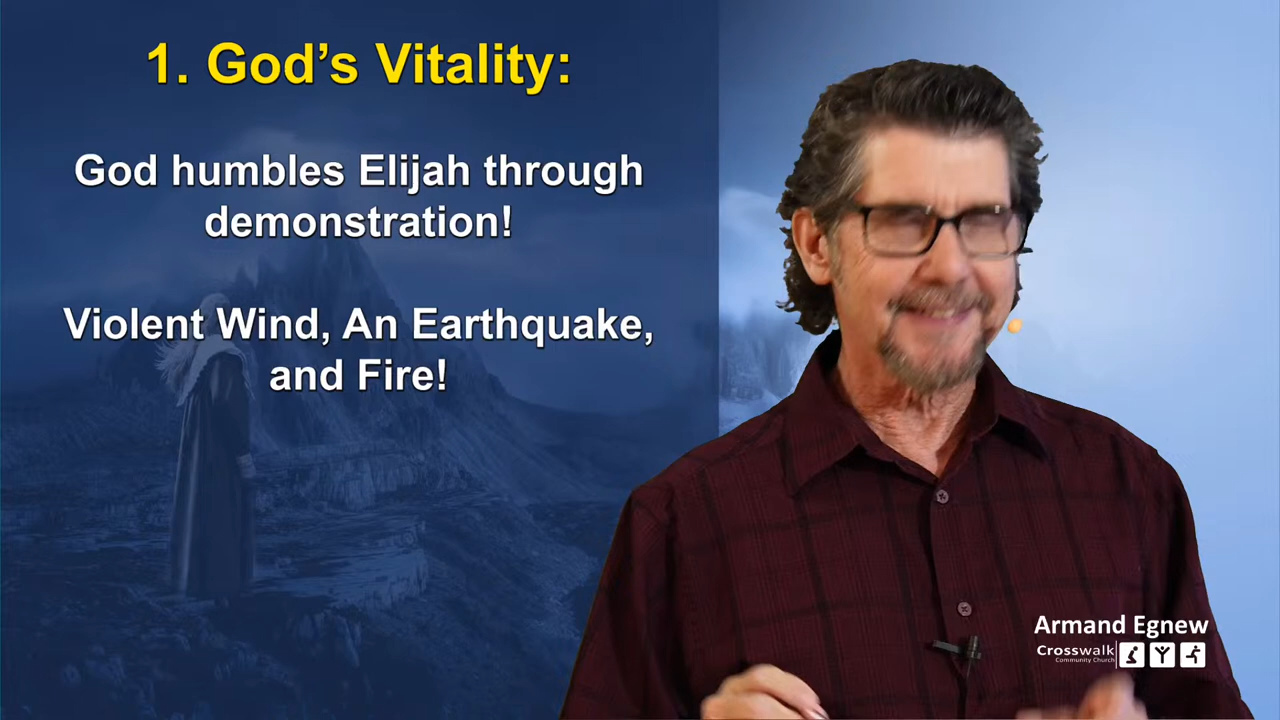 1. God’s Vitality:
God humbles Elijah through
demonstration!
Violent Wind, An Earthquake,
and Fire!
Armand Egnew
Crosswalk
Community Church